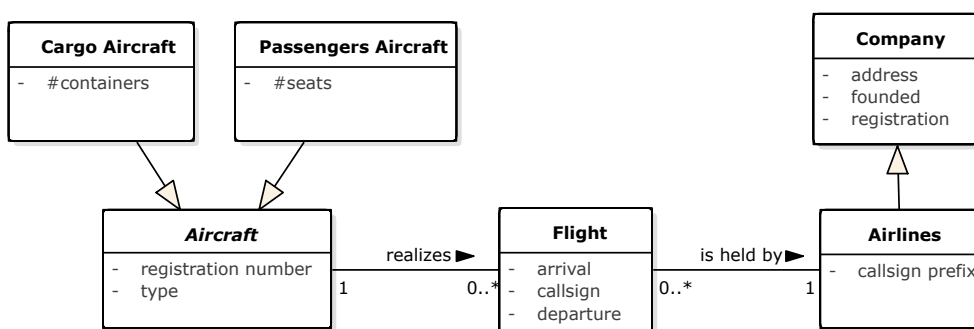 Cargo Aircraft
- #containers
Passengers Aircraft
- #seats
Company
- address
- founded
- registration
Aircraft
- registration number
- type
realizes
1
0..*
Flight
- arrival
- callsign
- departure
is held by
0..*
1
Airlines
- callsign prefix